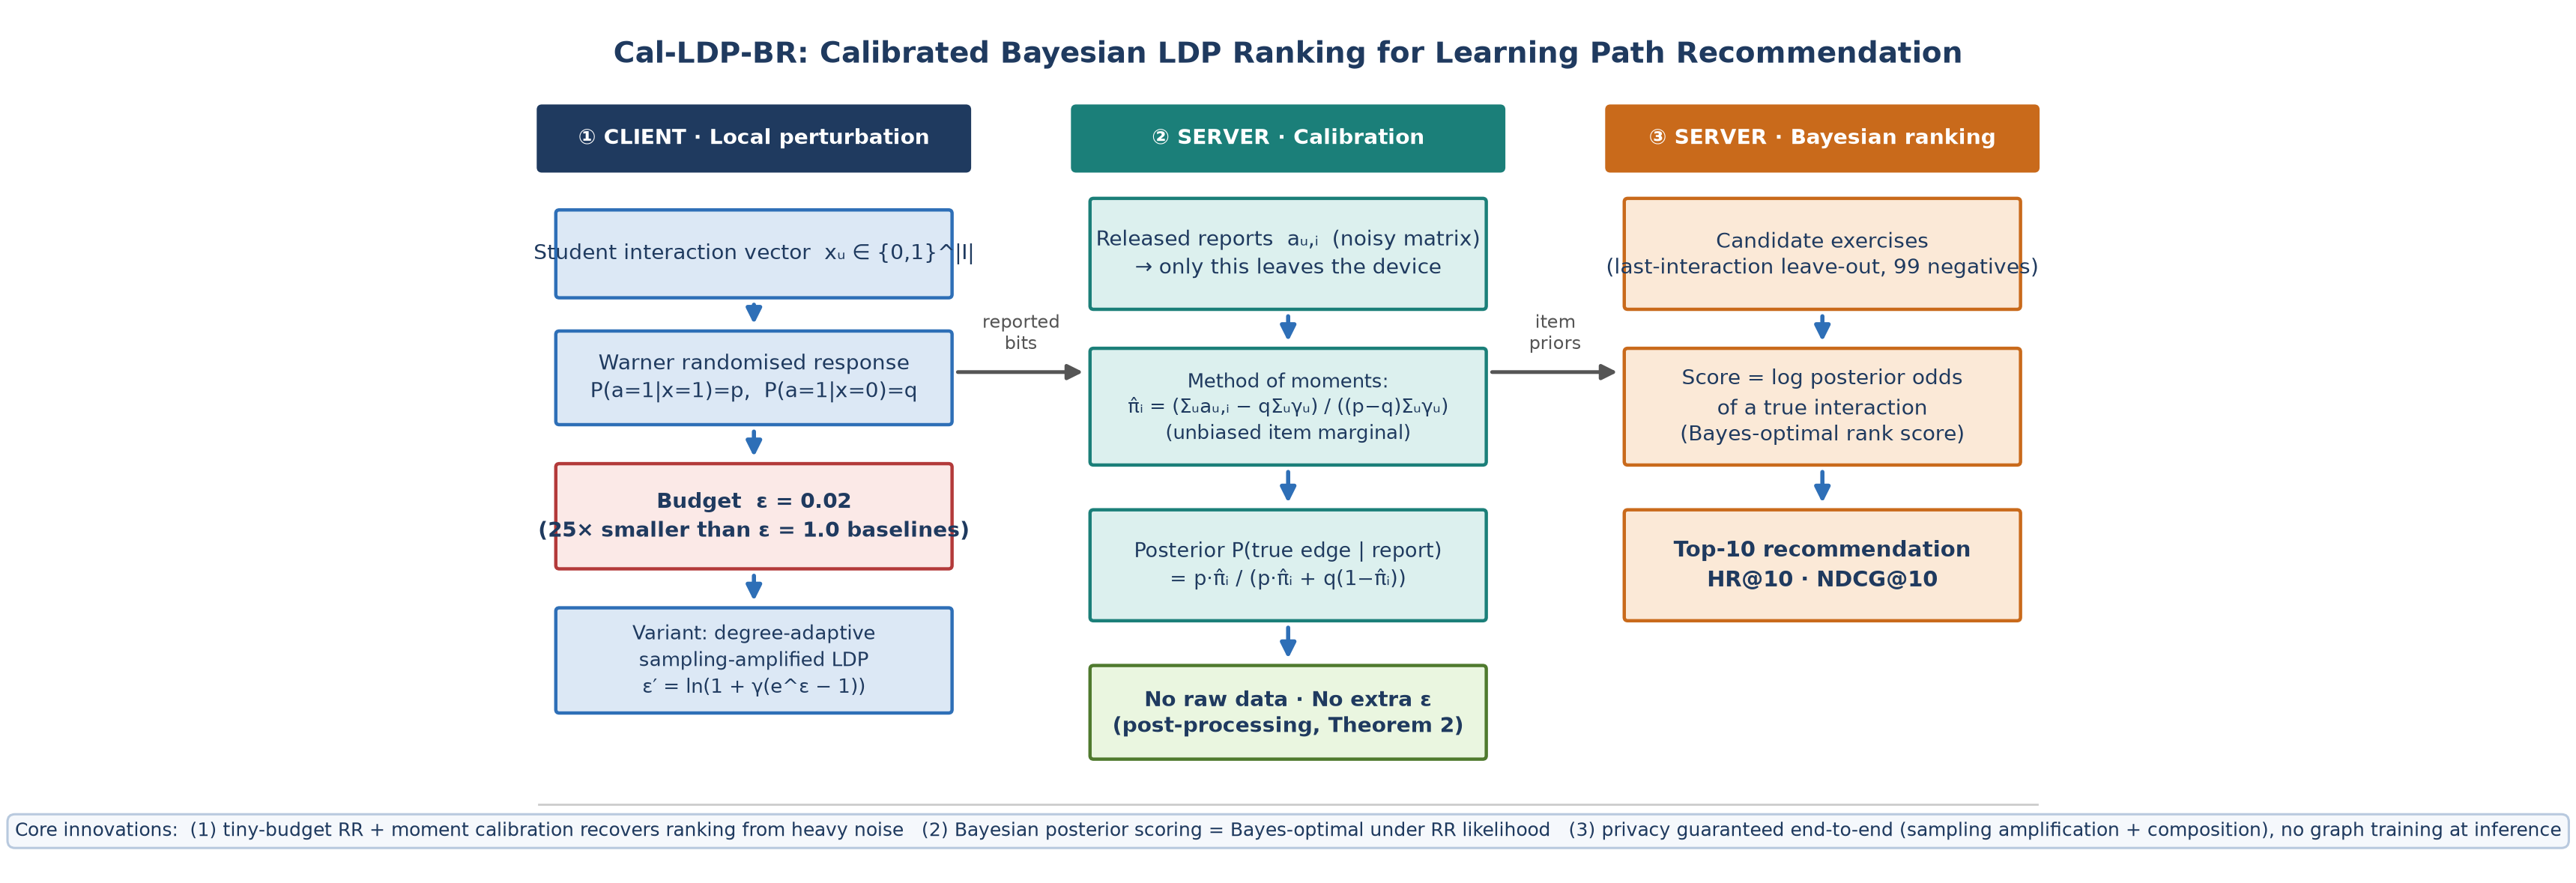 Cal-LDP-BR: Calibrated Bayesian LDP Ranking for Learning Path Recommendation
① CLIENT · Local perturbation
Student interaction vector  xᵤ ∈ {0,1}^|I|
Warner randomised response
P(a=1|x=1)=p,  P(a=1|x=0)=q
Budget  ε = 0.02
(25× smaller than ε = 1.0 baselines)
Variant: degree-adaptive
sampling-amplified LDP
ε′ = ln(1 + γ(e^ε − 1))
reported
bits
② SERVER · Calibration
Released reports  aᵤ,ᵢ  (noisy matrix)
→ only this leaves the device
Method of moments:
π̂ᵢ = (Σᵤaᵤ,ᵢ − qΣᵤγᵤ) / ((p−q)Σᵤγᵤ)
(unbiased item marginal)
Posterior P(true edge | report)
= p·π̂ᵢ / (p·π̂ᵢ + q(1−π̂ᵢ))
No raw data · No extra ε
(post-processing, Theorem 2)
item
priors
③ SERVER · Bayesian ranking
Candidate exercises
(last-interaction leave-out, 99 negatives)
Score = log posterior odds
of a true interaction
(Bayes-optimal rank score)
Top-10 recommendation
HR@10 · NDCG@10
Core innovations:  (1) tiny-budget RR + moment calibration recovers ranking from heavy noise   (2) Bayesian posterior scoring = Bayes-optimal under RR likelihood   (3) privacy guaranteed end-to-end (sampling amplification + composition), no graph training at inference